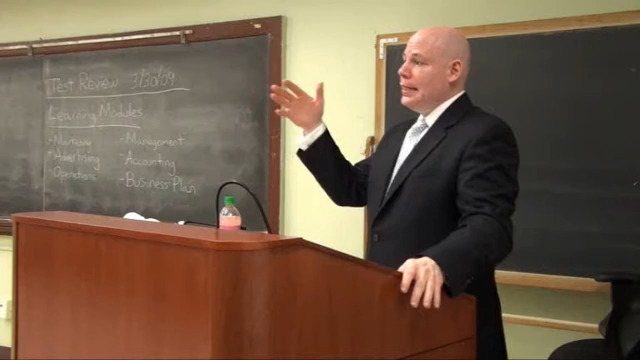 Test Review 3/30/09
Learning Modules
- Marketing - Management
- Advertising - Accounting
- Operations - Business Plan